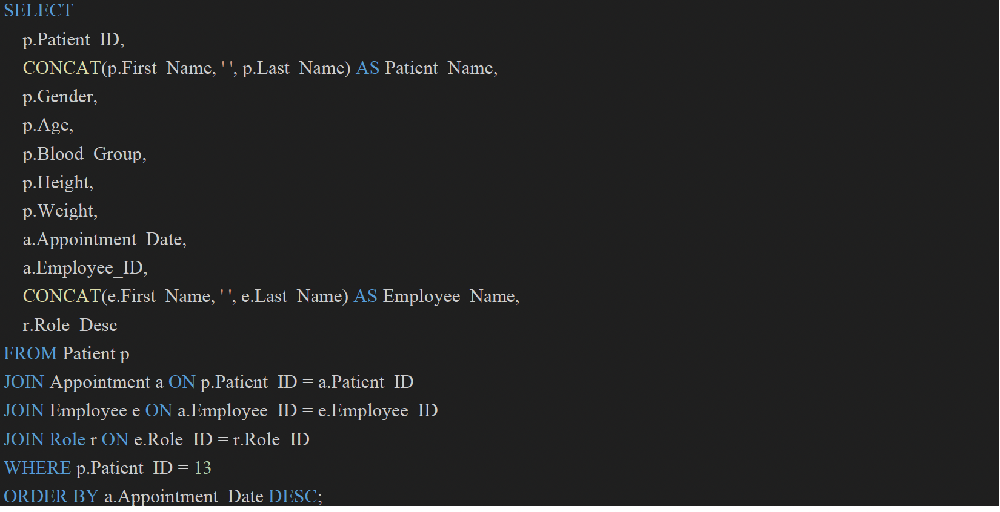 SELECT
p.Patient ID,
CONCAT(p.First Name, ' ', p.Last Name) AS Patient Name,
p.Gender,
p.Age,
p.Blood Group,
p.Height,
p.Weight,
a.Appointment Date,
a.Employee_ID,
CONCAT(e.First_Name, ' ', e.Last_Name) AS Employee_Name,
r.Role Desc
FROM Patient p
JOIN Appointment a ON p.Patient ID = a.Patient ID
JOIN Employee e ON a.Employee ID = e.Employee ID
JOIN Role r ON e.Role ID = r.Role ID
WHERE p.Patient ID = 13
ORDER BY a.Appointment Date DESC;